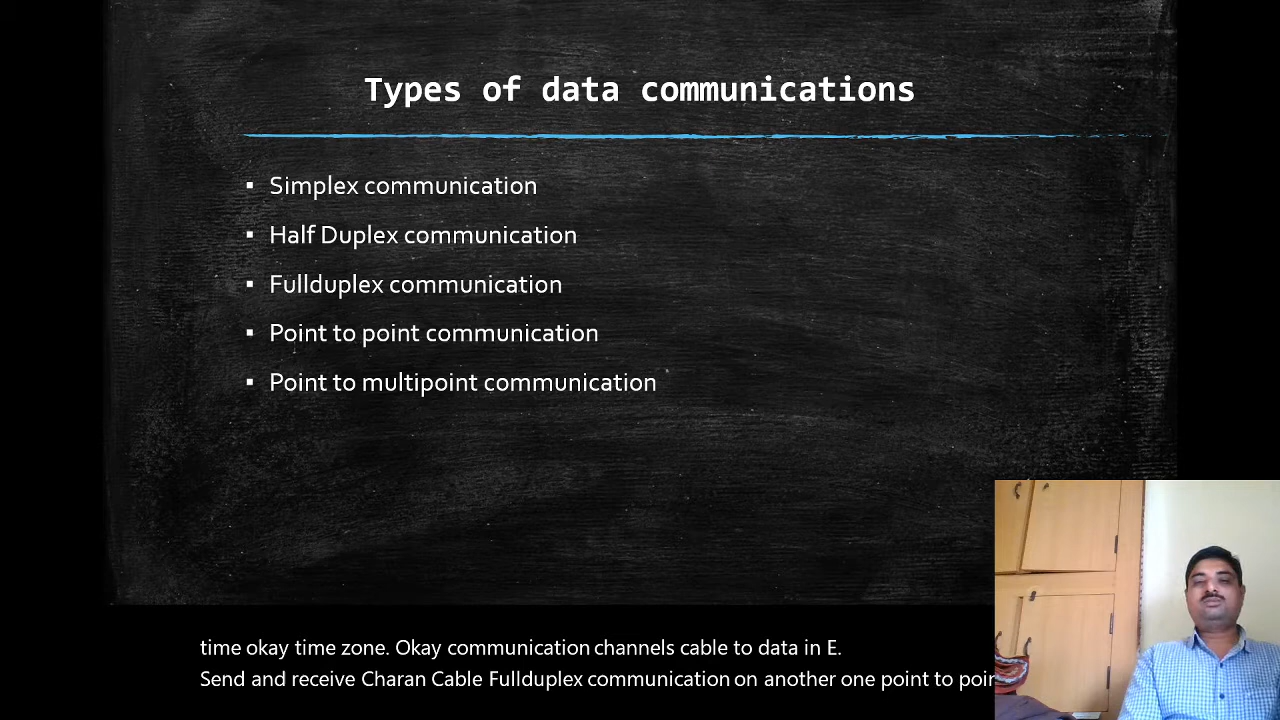 Types of data communications
▪ Simplex communication
▪ Half Duplex communication
▪ Fullduplex communication
▪ Point to point communication
▪ Point to multipoint communication
time okay time zone. Okay communication channels cable to data in E.
Send and receive Charan Cable Fullduplex communication on another one point to poin